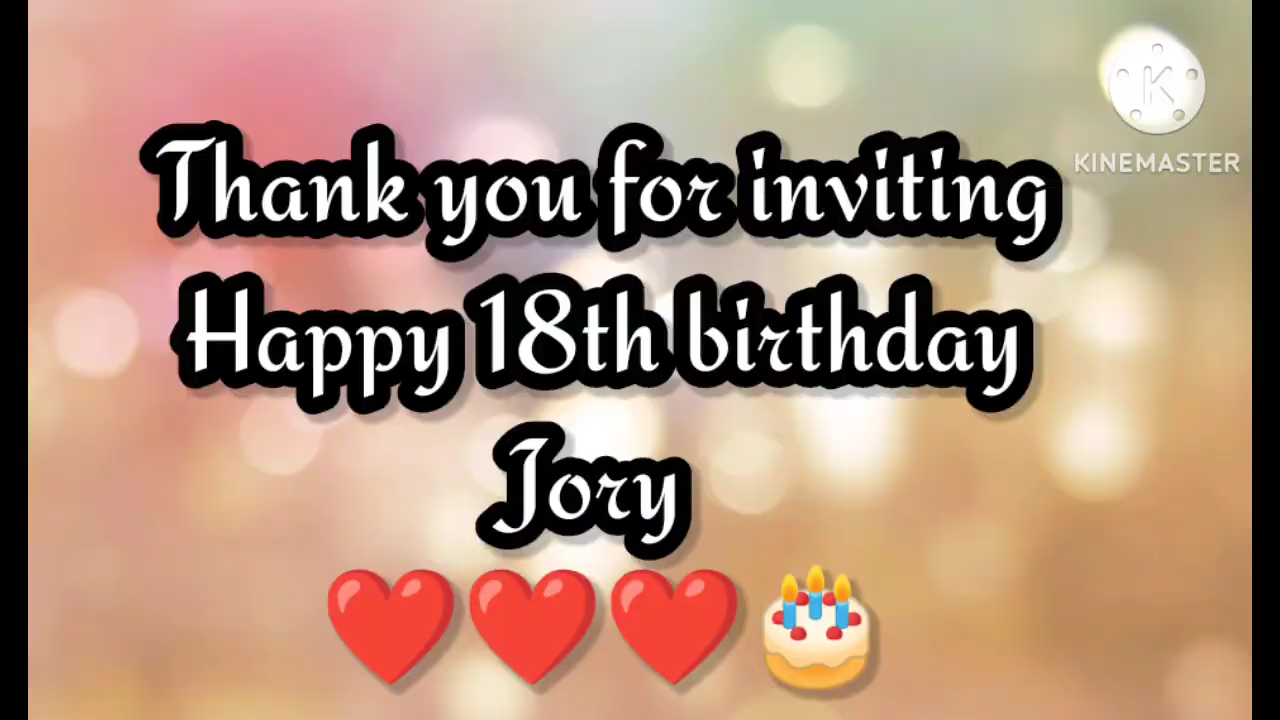 KINEMASTER
Thank you for inviting
Happy 18th birthday
Jory
❤️❤️❤️🎂